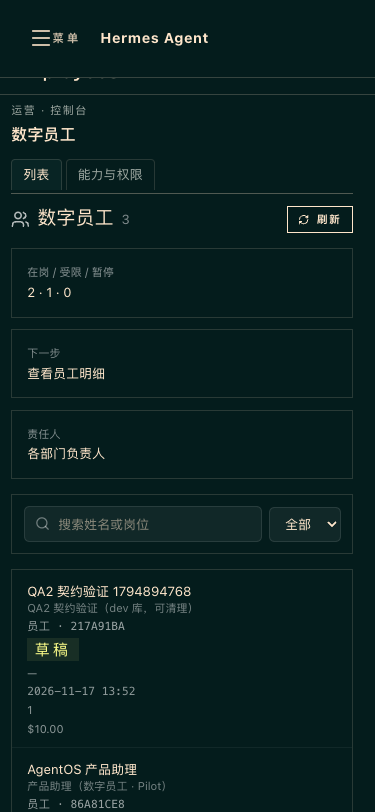 菜单 Hermes Agent
运营 · 控制台
数字员工
列表 能力与权限
数字员工 3 刷新
在岗 / 受限 / 暂停
2 · 1 · 0
下一步
查看员工明细
责任人
各部门负责人
搜索姓名或岗位 全部
QA2 契约验证 1794894768
QA2 契约验证（dev 库，可清理）
员工 · 217A91BA
草稿
—
2026-11-17 13:52
1
$10.00
AgentOS 产品助理
产品助理（数字员工 · Pilot）
员工 · 86A81CE8